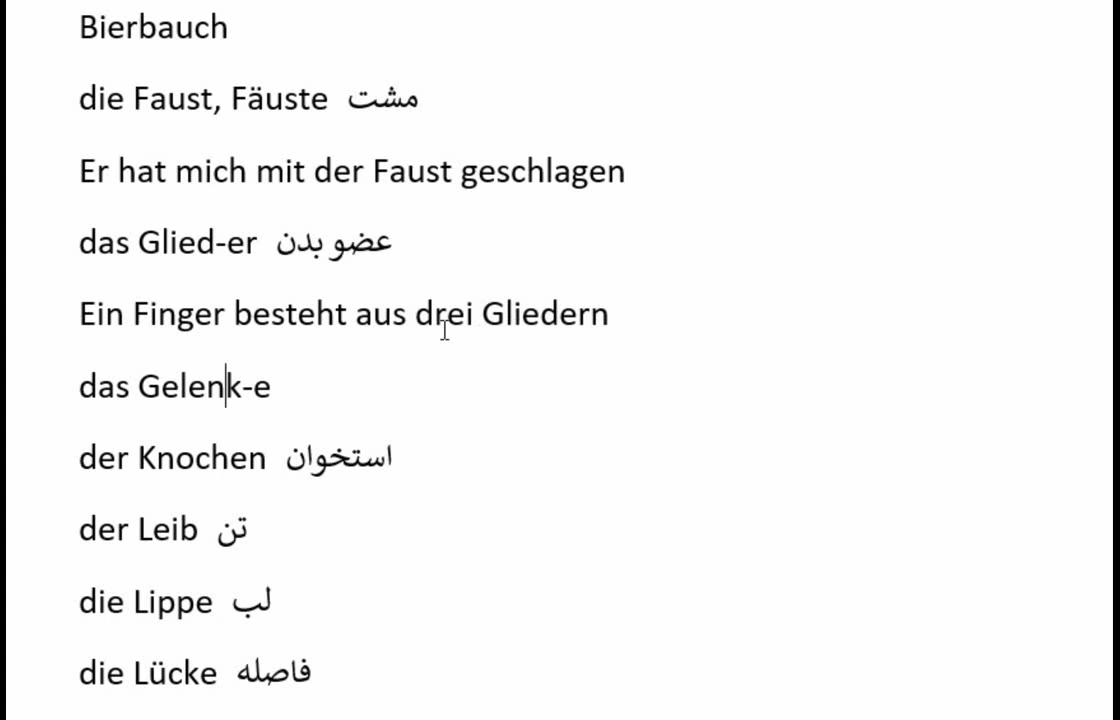 Bierbauch
die Faust, Fäuste مشت
Er hat mich mit der Faust geschlagen
das Glied-er عضو بدن
Ein Finger besteht aus drei Gliedern
das Gelenk-e
der Knochen استخوان
der Leib تن
die Lippe لب
die Lücke فاصله